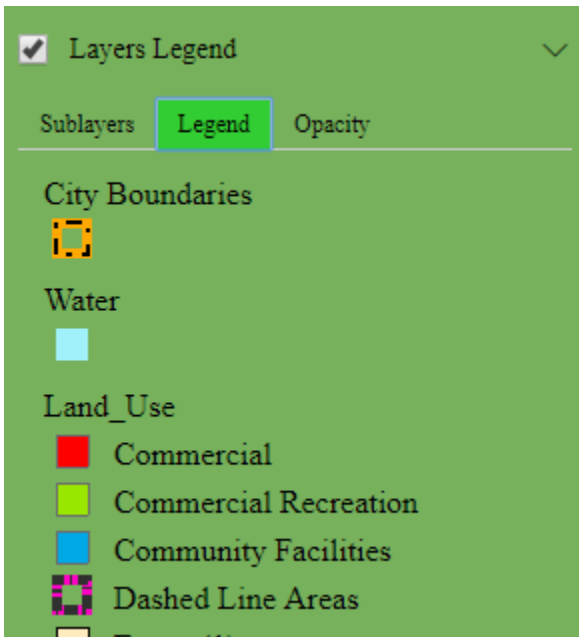 Layers Legend
Sublayers Legend Opacity
City Boundaries
Water
Land_Use
Commercial
Commercial Recreation
Community Facilities
Dashed Line Areas